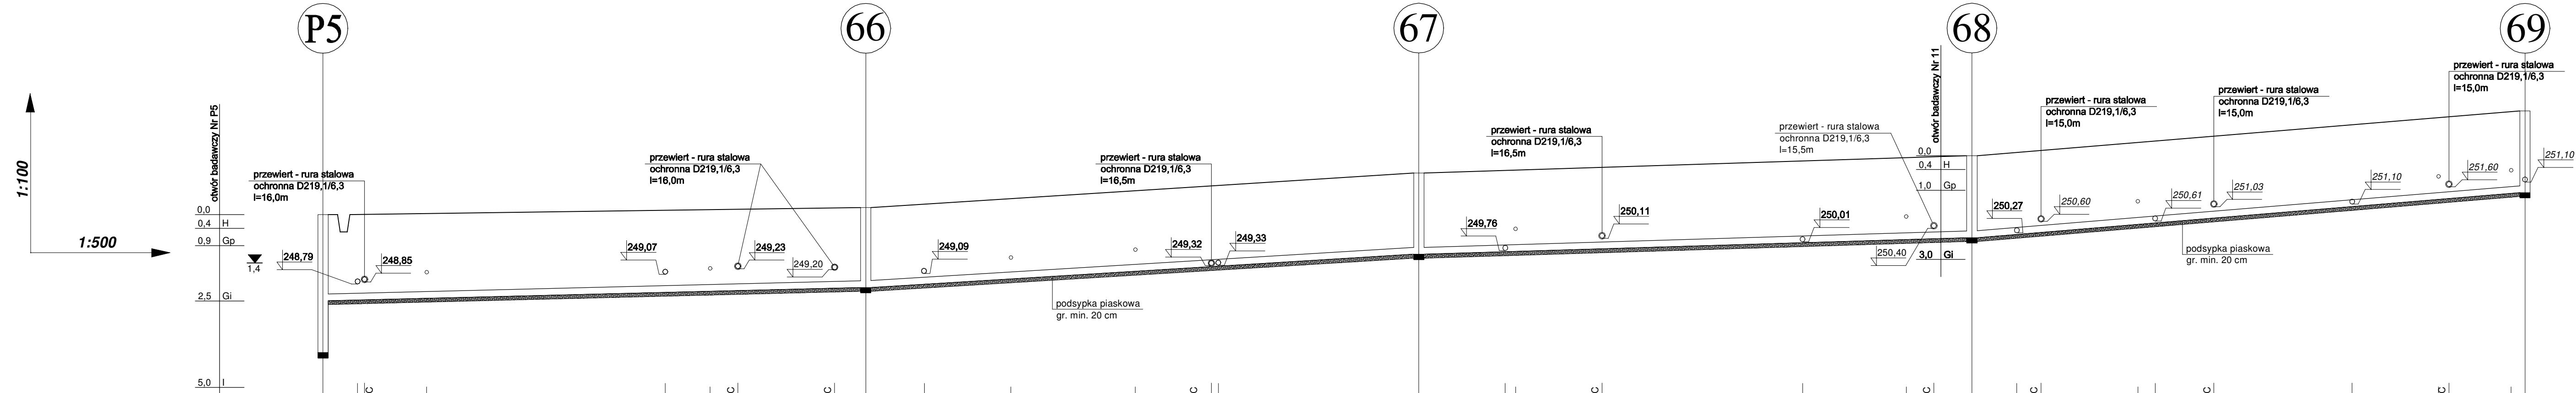 P5
66
67
68
69
1:100
1:500
otwór badawczy Nr P5
0,0
0,4 H
0,9 Gp
1,4
2,5 Gi
5,0 I
przewiert - rura stalowa
ochronna D219,1/6,3
l=16,0m
248,79
248,85
249,07
przewiert - rura stalowa
ochronna D219,1/6,3
l=16,0m
249,23
249,20
249,09
podsypka piaskowa
gr. min. 20 cm
przewiert - rura stalowa
ochronna D219,1/6,3
l=16,5m
249,32
249,33
249,76
przewiert - rura stalowa
ochronna D219,1/6,3
l=16,5m
250,11
250,01
przewiert - rura stalowa
ochronna D219,1/6,3
l=15,5m
250,40
otwór badawczy Nr 11
0,0
0,4 H
1,0 Gp
3,0 Gi
250,27
przewiert - rura stalowa
ochronna D219,1/6,3
l=15,0m
250,60
250,61
przewiert - rura stalowa
ochronna D219,1/6,3
l=15,0m
251,03
podsypka piaskowa
gr. min. 20 cm
251,10
przewiert - rura stalowa
ochronna D219,1/6,3
l=15,0m
251,60
251,10